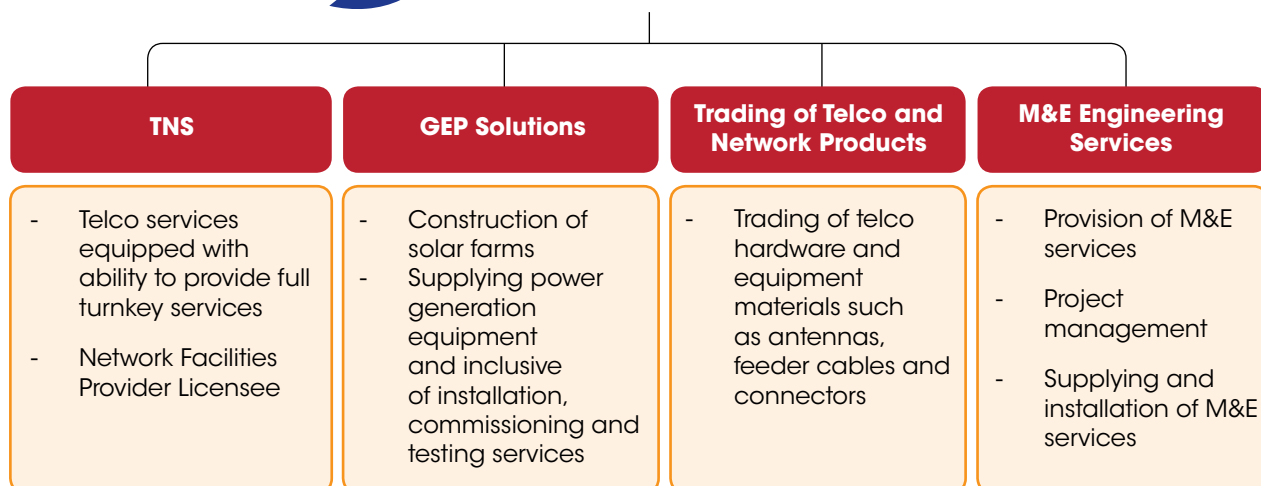 TNS
- Telco services
equipped with
ability to provide full
turnkey services
- Network Facilities
Provider Licensee
GEP Solutions
- Construction of
solar farms
- Supplying power
generation
equipment
and inclusive
of installation,
commissioning and
testing services
Trading of Telco and
Network Products
- Trading of telco
hardware and
equipment
materials such
as antennas,
feeder cables and
connectors
M&E Engineering
Services
- Provision of M&E
services
- Project
management
- Supplying and
installation of M&E
services